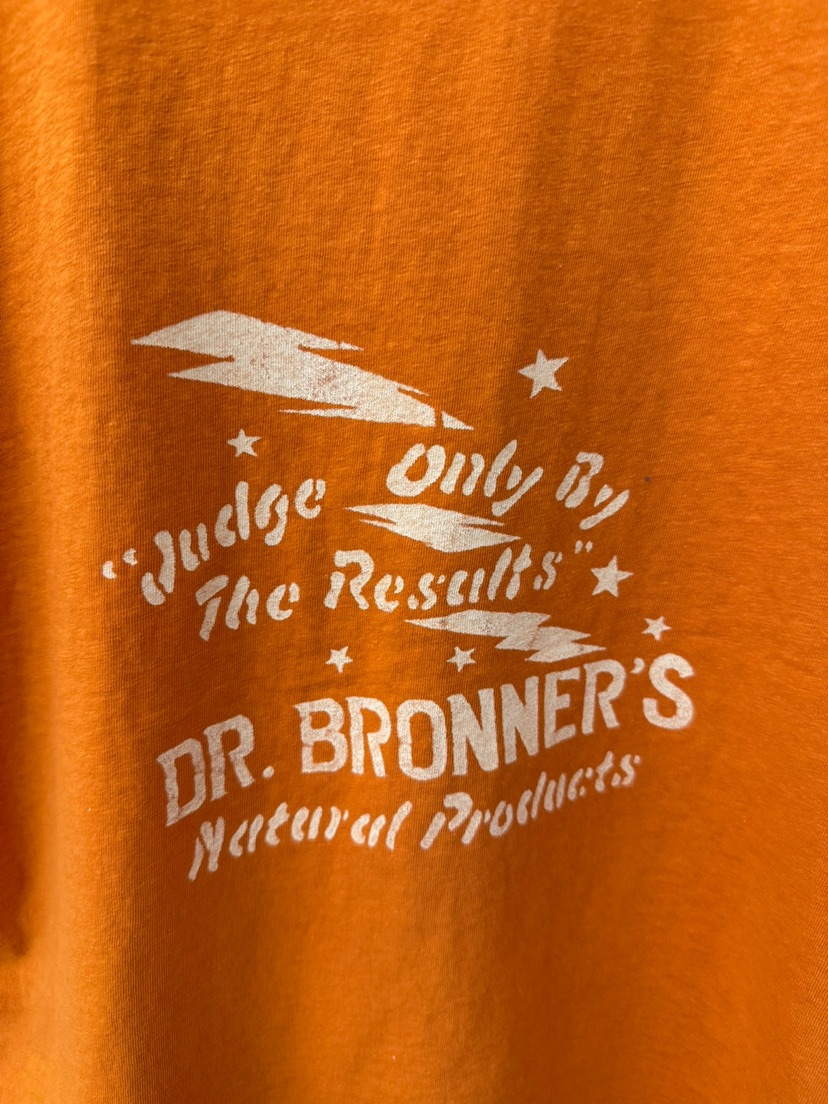 "Judge Only By
The Results"
DR. BRONNER'S
Natural Products